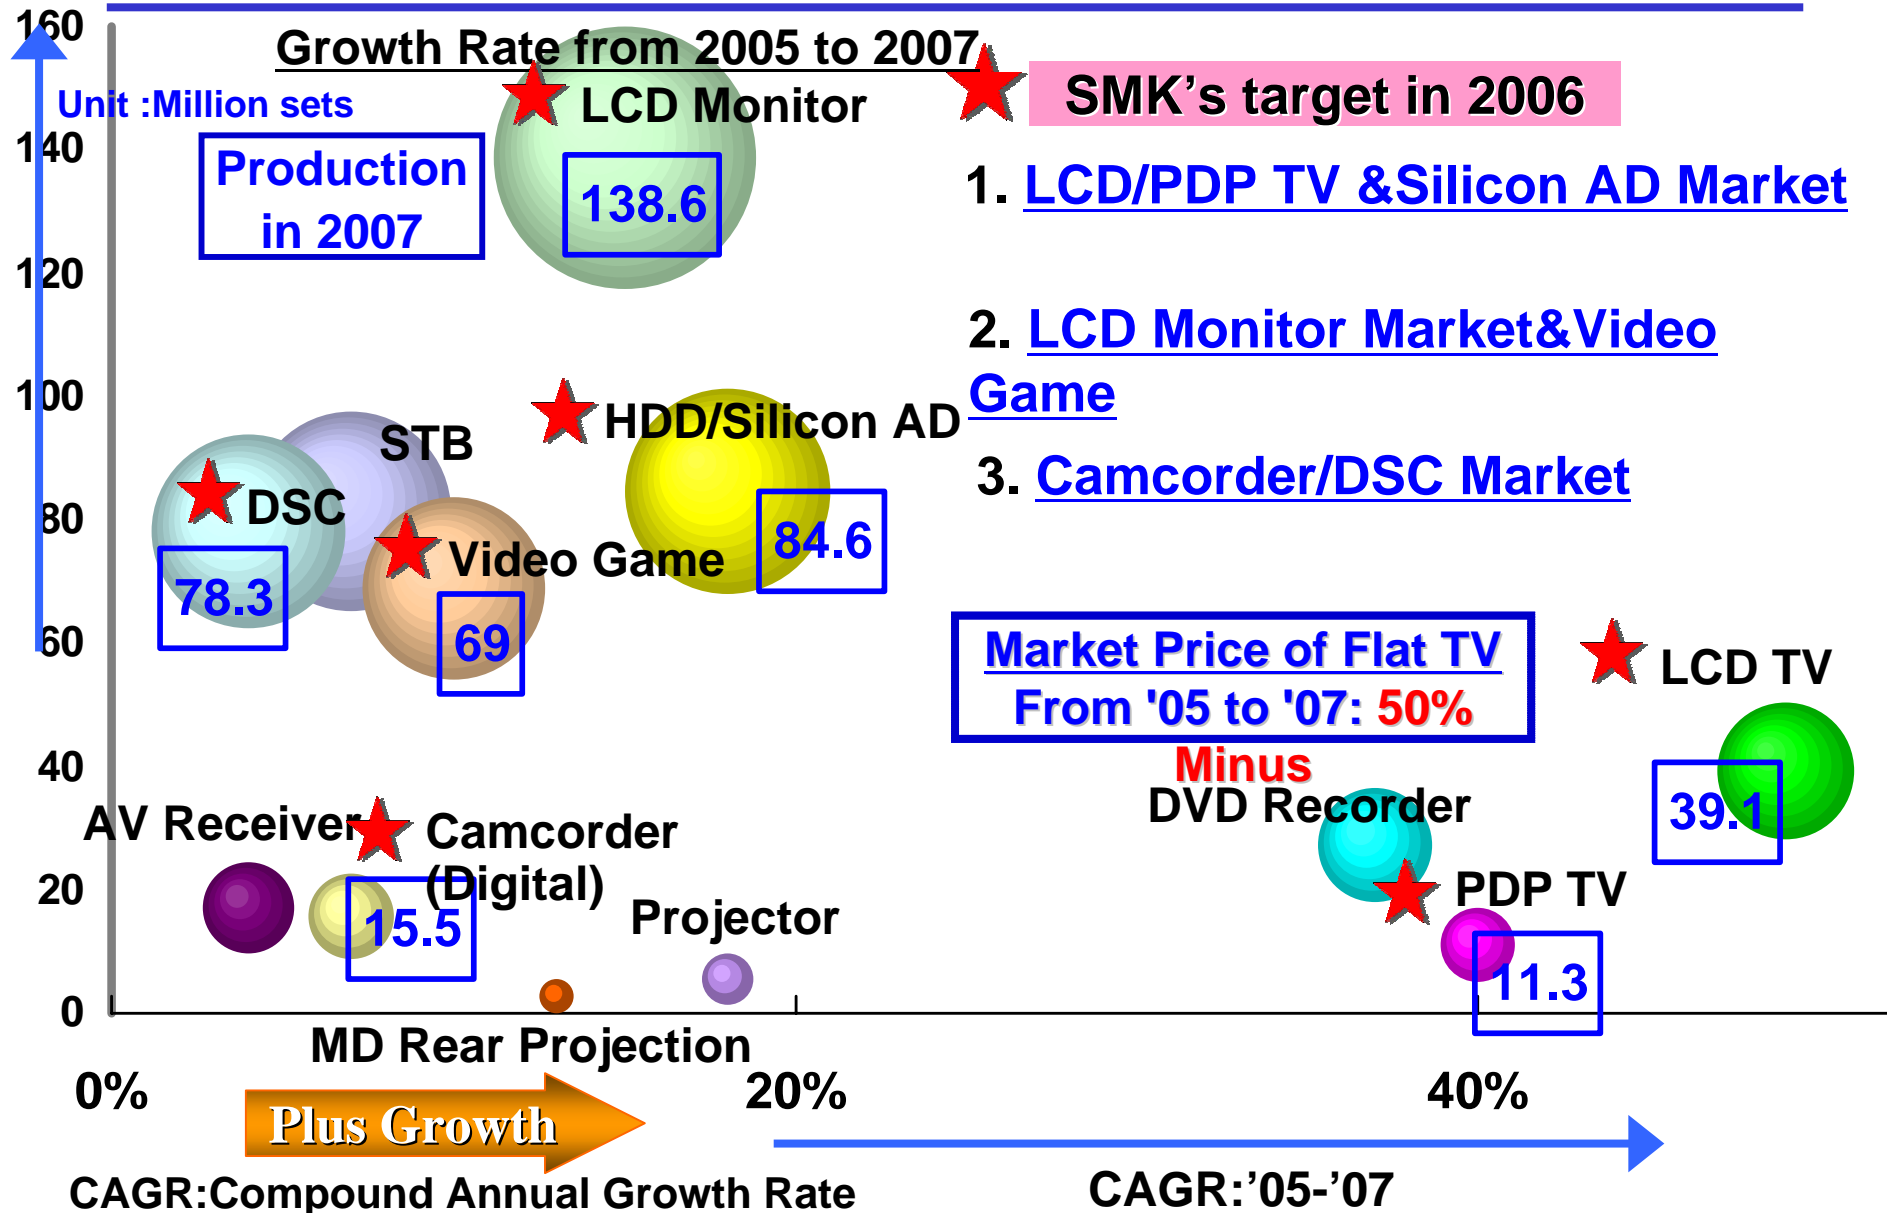 160
Growth Rate from 2005 to 2007
Unit :Million sets
LCD Monitor
SMK’s target in 2006
140
Production
in 2007
138.6
1. LCD/PDP TV &Silicon AD Market
120
2. LCD Monitor Market&Video
Game
100
HDD/Silicon AD
STB
3. Camcorder/DSC Market
80
DSC
Video Game
84.6
78.3
69
60
Market Price of Flat TV
From '05 to '07: 50%
Minus
LCD TV
40
AV Receiver
Camcorder
(Digital)
DVD Recorder
39.1
20
15.5
Projector
PDP TV
11.3
0
MD Rear Projection
0%
20%
40%
Plus Growth
CAGR:Compound Annual Growth Rate
CAGR:’05-’07